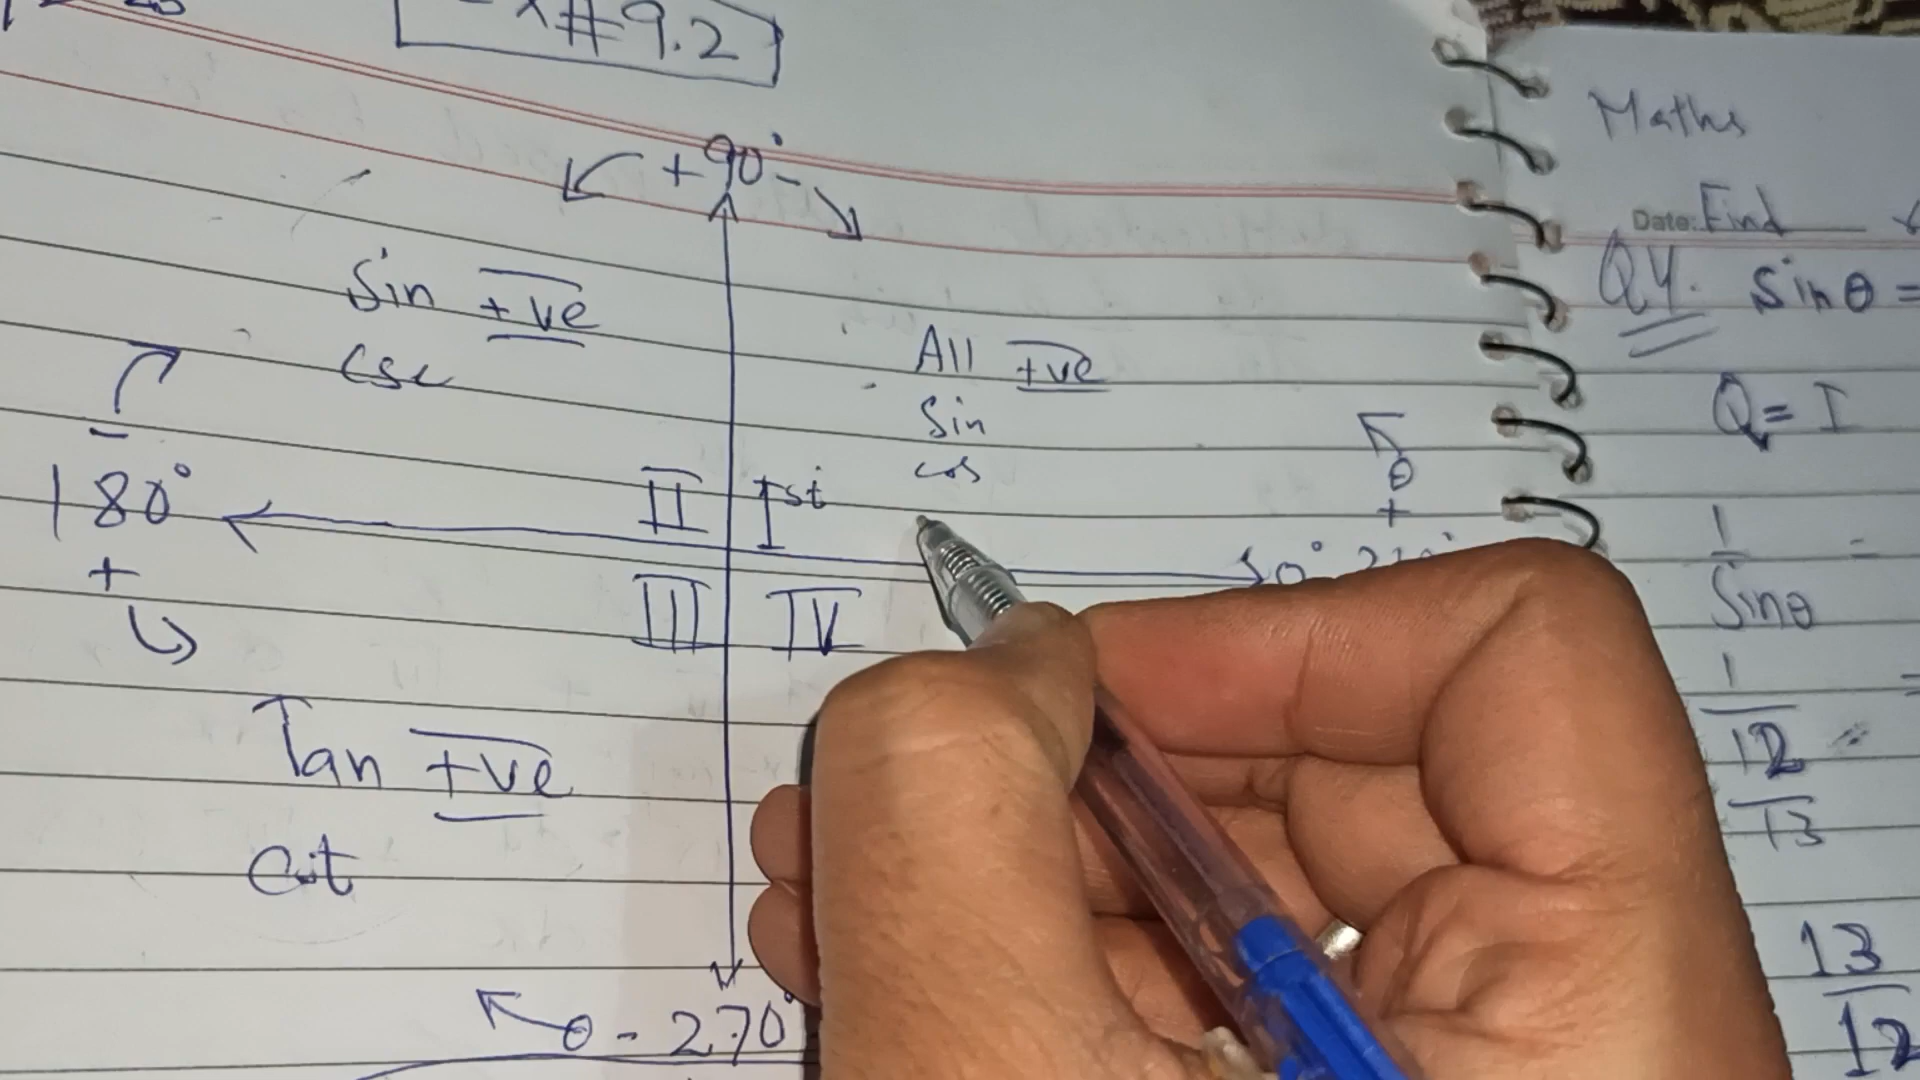 x#9.2
+90°-
Sin +ve
Csc
All +ve
Sin
cos
-
180°
+
II Ist
III IV
θ
+
0°
Tan +ve
Cot
θ - 270°
Maths
Date: Find
Q4. Sinθ =
Q = I
1 =
Sinθ
1 =
12
13
13
12